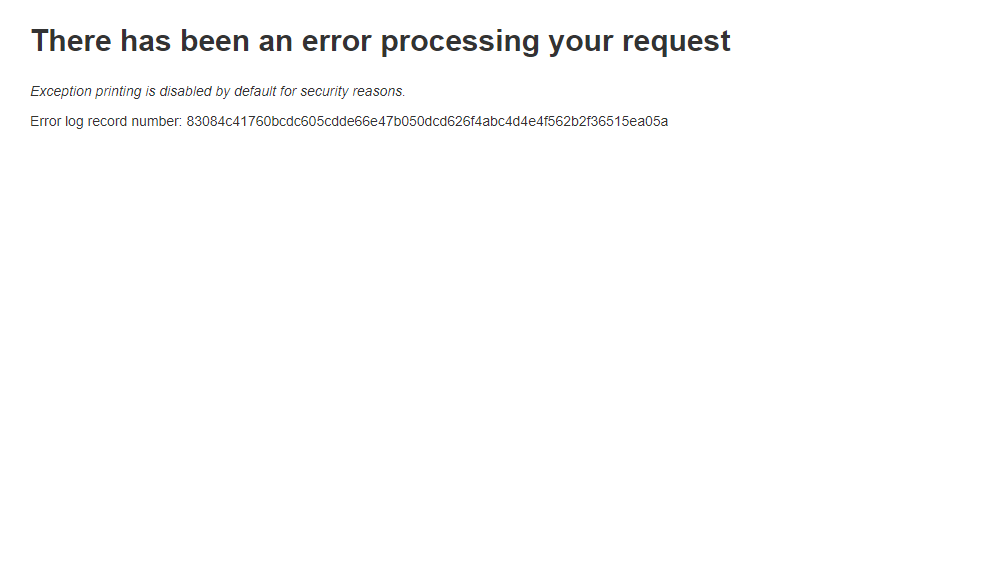 There has been an error processing your request
Exception printing is disabled by default for security reasons.
Error log record number: 83084c41760bcdc605cdde66e47b050dcd626f4abc4d4e4f562b2f36515ea05a